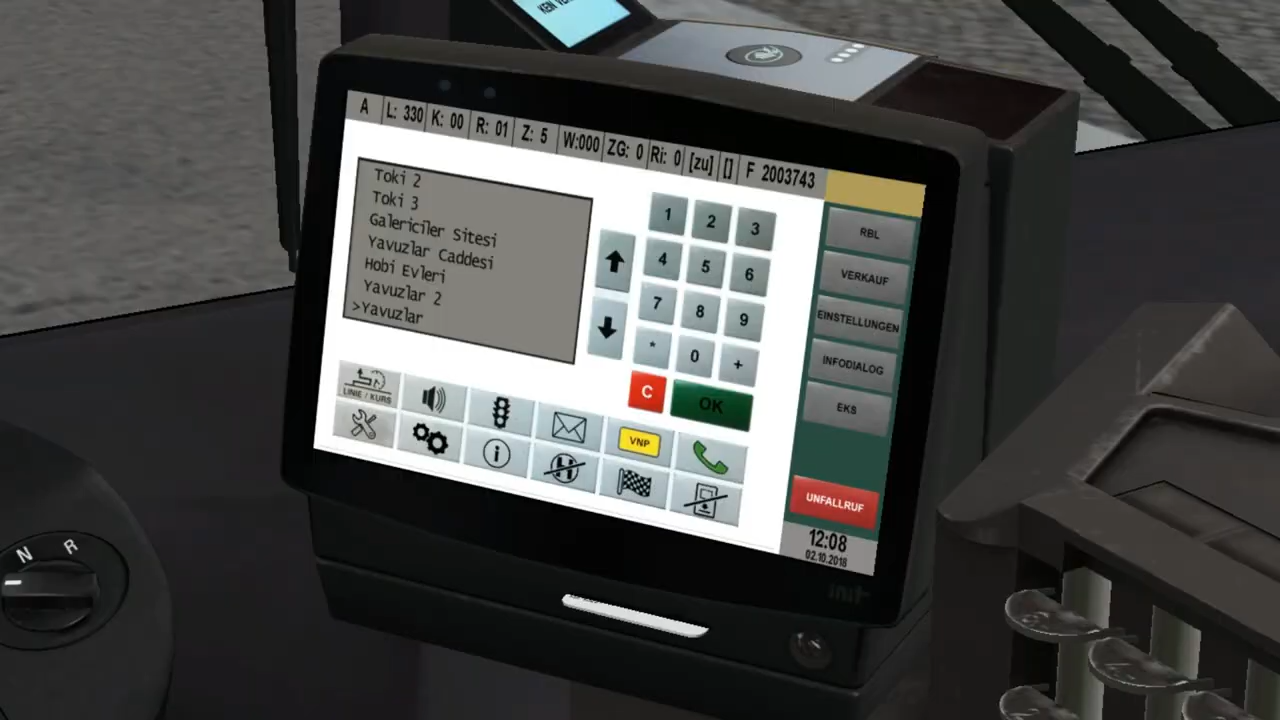 A L: 330 K: 00 R: 01 Z: 5 W:000 ZG: 0 Ri: 0 [zu] [] F 2003743
Toki 2
Toki 3
Galericiler Sitesi
Yavuzlar Caddesi
Hobi Evleri
Yavuzlar 2
>Yavuzlar
1 2 3
4 5 6
7 8 9
* 0 +
C OK
RBL
VERKAUF
EINSTELLUNGEN
INFODIALOG
EKS
UNFALLRUF
LINIE / KURS
VNP
i
H
12:08
02.10.2018
init
N R